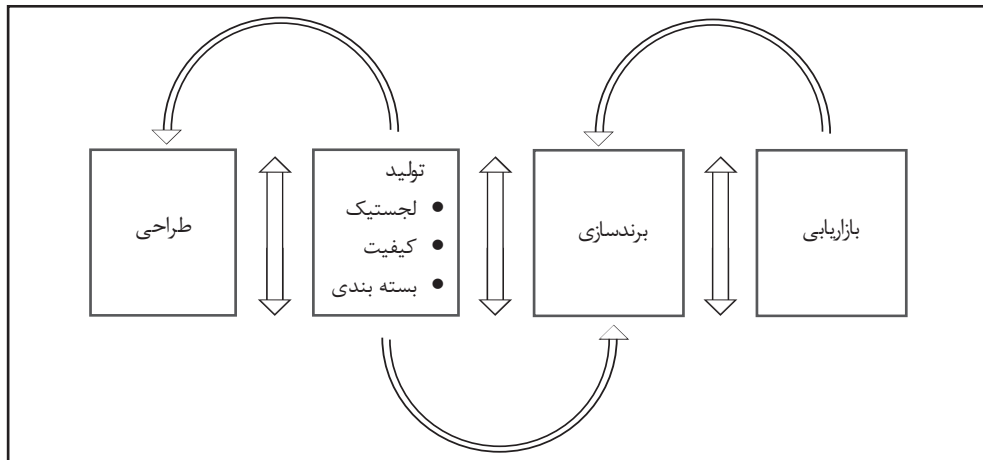 بازاریابی
برندسازی
تولید
● لجستیک
● کیفیت
● بسته بندی
طراحی